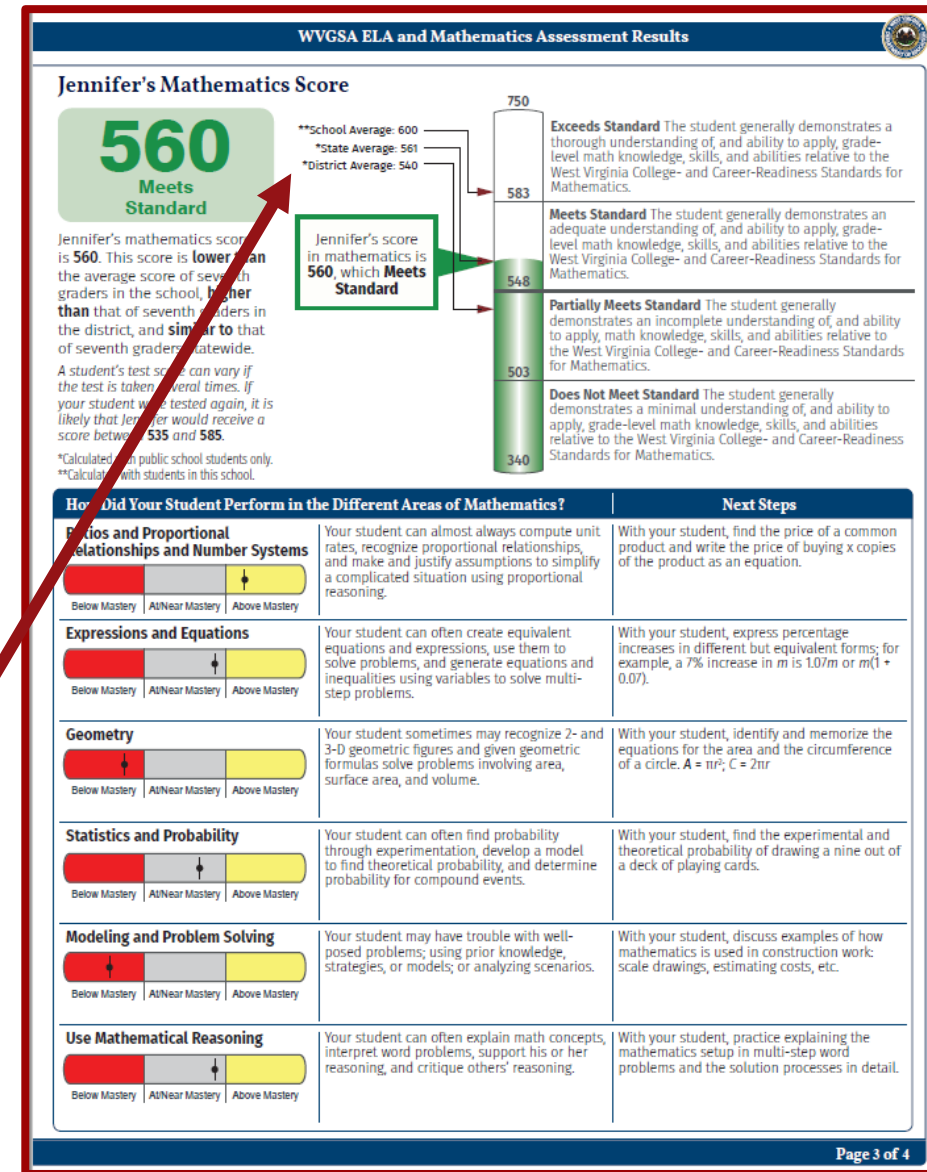 WVGSA ELA and Mathematics Assessment Results
Jennifer's Mathematics Score
560
Meets
Standard
Jennifer's mathematics score
is 560. This score is lower than
the average score of seventh
graders in the school, higher
than that of seventh graders in
the district, and similar to that
of seventh graders statewide.
A student's test score can vary if
the test is taken several times. If
your student were tested again, it is
likely that Jennifer would receive a
score between 535 and 585.
*Calculated with public school students only.
**Calculated with students in this school.
**School Average: 600
*State Average: 561
*District Average: 540
Jennifer's score
in mathematics is
560, which Meets
Standard
750
583
548
503
340
Exceeds Standard The student generally demonstrates a
thorough understanding of, and ability to apply, grade-
level math knowledge, skills, and abilities relative to the
West Virginia College- and Career-Readiness Standards for
Mathematics.
Meets Standard The student generally demonstrates an
adequate understanding of, and ability to apply, grade-
level math knowledge, skills, and abilities relative to the
West Virginia College- and Career-Readiness Standards for
Mathematics.
Partially Meets Standard The student generally
demonstrates an incomplete understanding of, and ability
to apply, math knowledge, skills, and abilities relative to
the West Virginia College- and Career-Readiness Standards
for Mathematics.
Does Not Meet Standard The student generally
demonstrates a minimal understanding of, and ability to
apply, grade-level math knowledge, skills, and abilities
relative to the West Virginia College- and Career-Readiness
Standards for Mathematics.
How Did Your Student Perform in the Different Areas of Mathematics?
Next Steps
Ratios and Proportional
Relationships and Number Systems
Below Mastery At/Near Mastery Above Mastery
Your student can almost always compute unit
rates, recognize proportional relationships,
and make and justify assumptions to simplify
a complicated situation using proportional
reasoning.
With your student, find the price of a common
product and write the price of buying x copies
of the product as an equation.
Expressions and Equations
Below Mastery At/Near Mastery Above Mastery
Your student can often create equivalent
equations and expressions, use them to
solve problems, and generate equations and
inequalities using variables to solve multi-
step problems.
With your student, express percentage
increases in different but equivalent forms; for
example, a 7% increase in m is 1.07m or m(1 +
0.07).
Geometry
Below Mastery At/Near Mastery Above Mastery
Your student sometimes may recognize 2- and
3-D geometric figures and given geometric
formulas solve problems involving area,
surface area, and volume.
With your student, identify and memorize the
equations for the area and the circumference
of a circle. A = πr²; C = 2πr
Statistics and Probability
Below Mastery At/Near Mastery Above Mastery
Your student can often find probability
through experimentation, develop a model
to find theoretical probability, and determine
probability for compound events.
With your student, find the experimental and
theoretical probability of drawing a nine out of
a deck of playing cards.
Modeling and Problem Solving
Below Mastery At/Near Mastery Above Mastery
Your student may have trouble with well-
posed problems; using prior knowledge,
strategies, or models; or analyzing scenarios.
With your student, discuss examples of how
mathematics is used in construction work:
scale drawings, estimating costs, etc.
Use Mathematical Reasoning
Below Mastery At/Near Mastery Above Mastery
Your student can often explain math concepts,
interpret word problems, support his or her
reasoning, and critique others' reasoning.
With your student, practice explaining the
mathematics setup in multi-step word
problems and the solution processes in detail.
Page 3 of 4